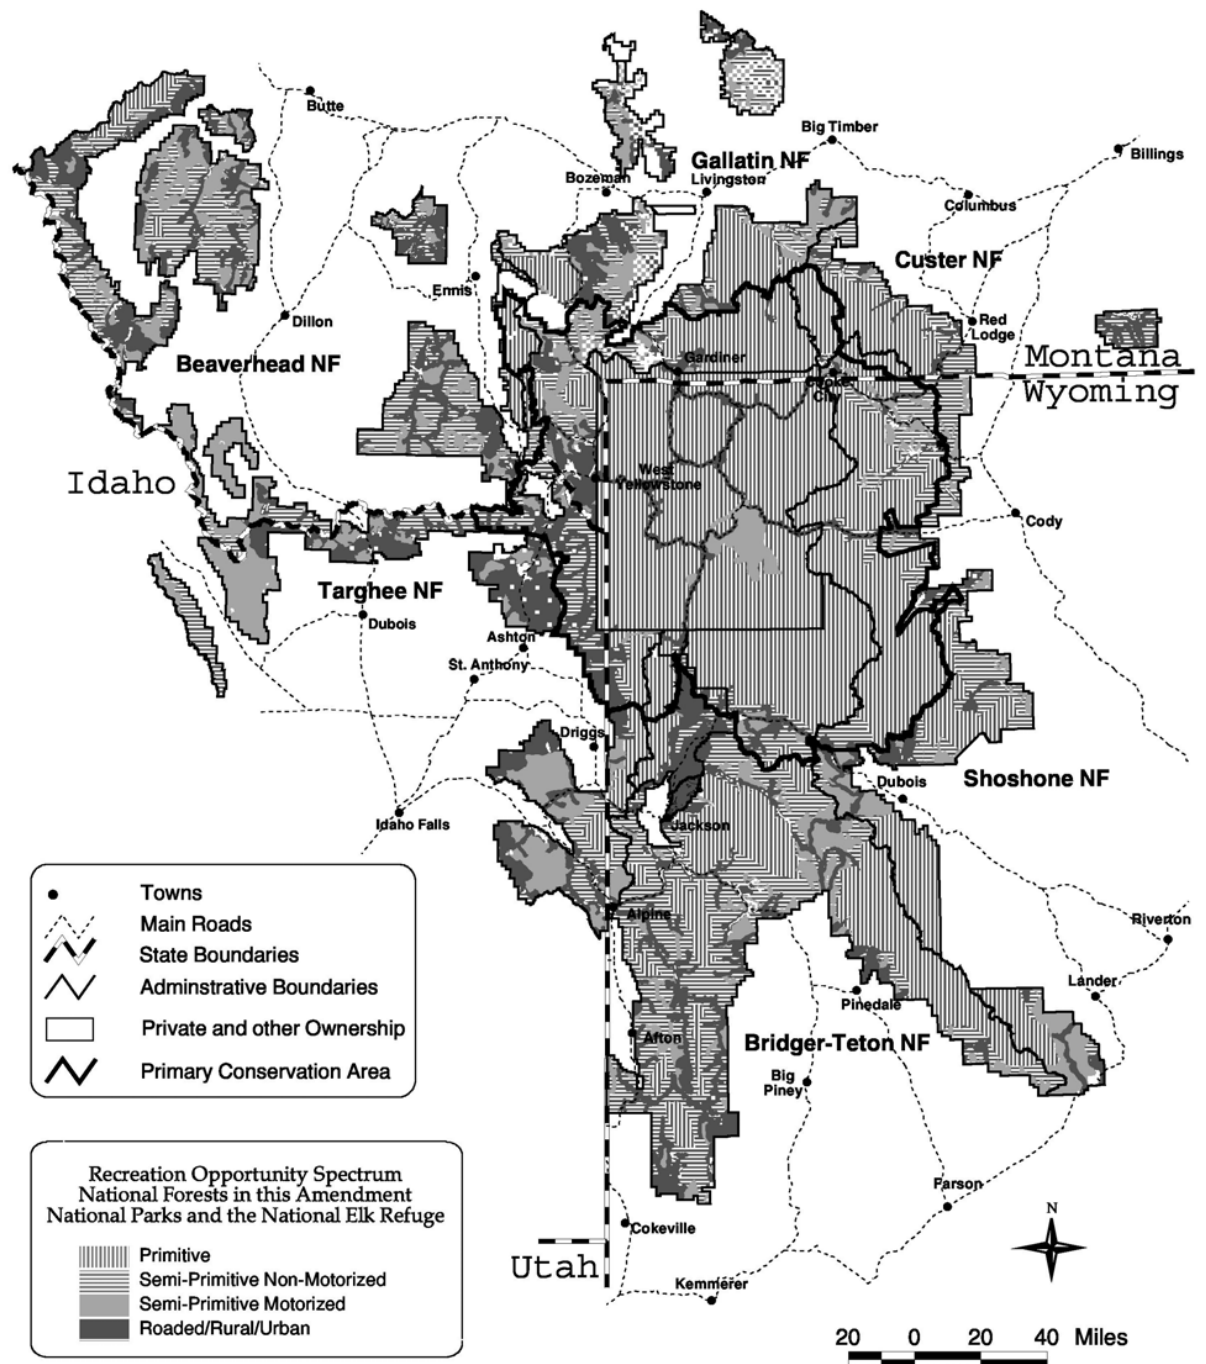 Butte
Big Timber
Billings
Gallatin NF
Bozeman
Livingston
Columbus
Custer NF
Ennis
Dillon
Red
Lodge
Beaverhead NF
Gardiner
Montana
Cooke
City
Wyoming
Idaho
West
Yellowstone
Cody
Targhee NF
Dubois
Ashton
St. Anthony
Driggs
Shoshone NF
Dubois
Idaho Falls
Jackson
Towns
Main Roads
State Boundaries
Adminstrative Boundaries
Private and other Ownership
Primary Conservation Area
Alpine
Riverton
Lander
Pinedale
Afton
Bridger-Teton NF
Big
Piney
Recreation Opportunity Spectrum
National Forests in this Amendment
National Parks and the National Elk Refuge
Primitive
Semi-Primitive Non-Motorized
Semi-Primitive Motorized
Roaded/Rural/Urban
Parson
N
Cokeville
Utah
Kemmerer
20 0 20 40 Miles